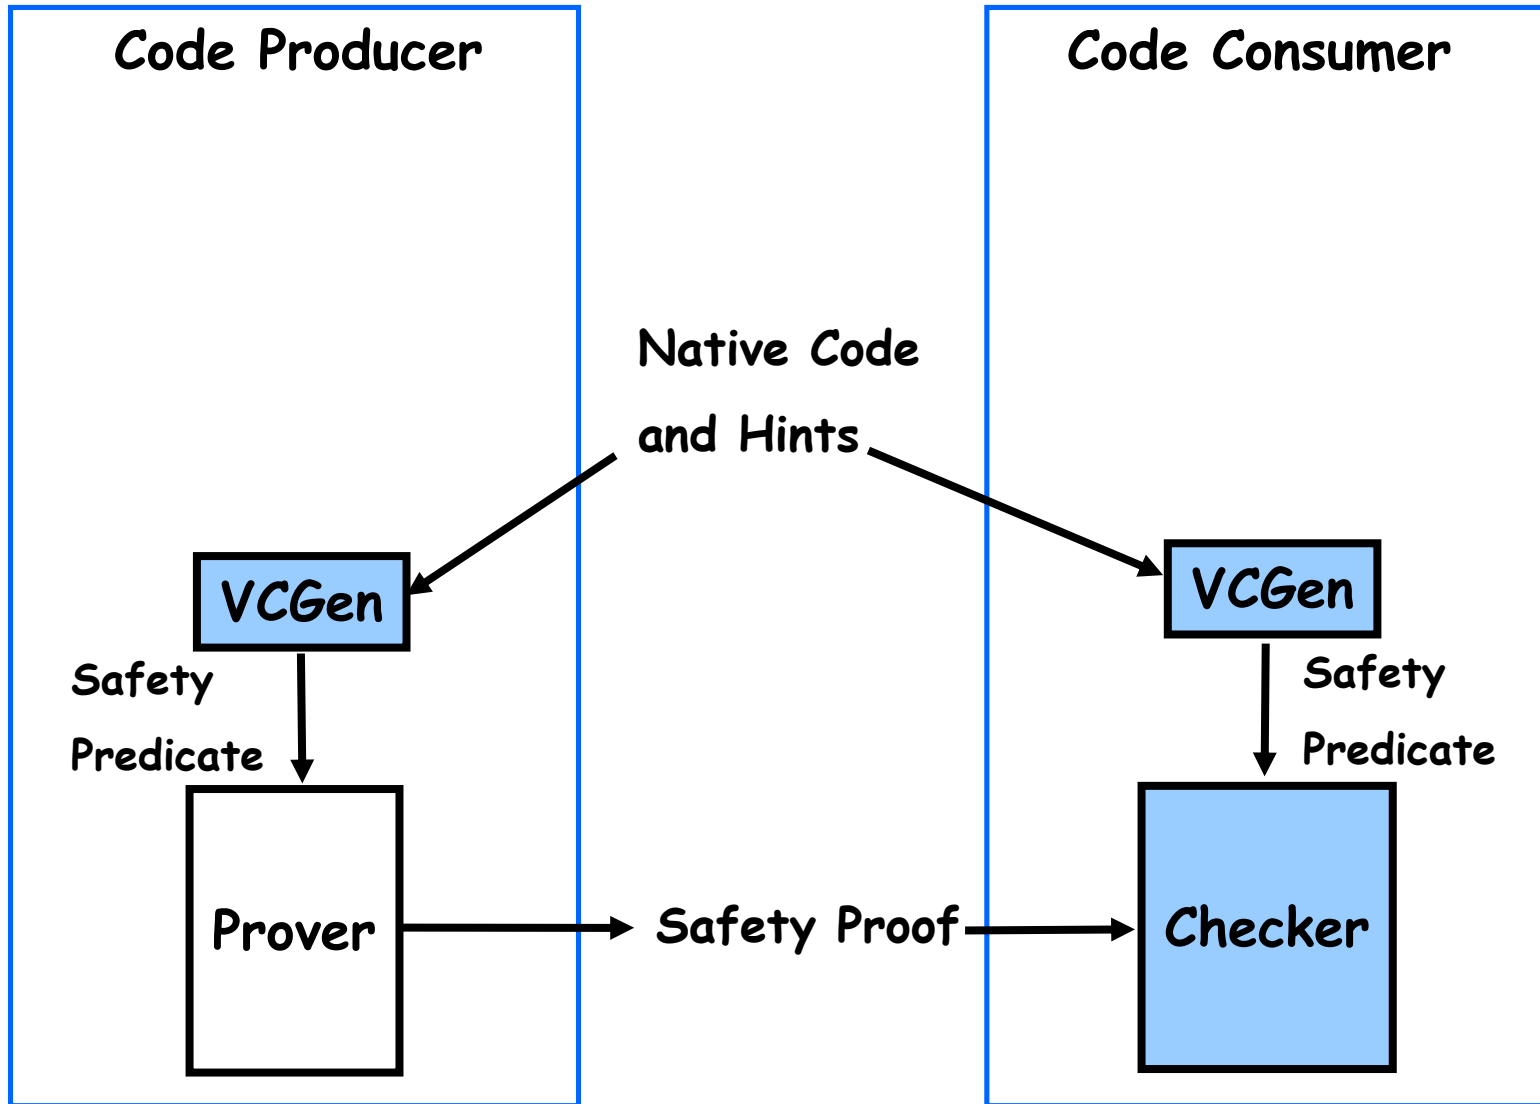 Code Producer
Code Consumer
Native Code
and Hints
VCGen
VCGen
Safety
Predicate
Safety
Predicate
Prover
Safety Proof
Checker